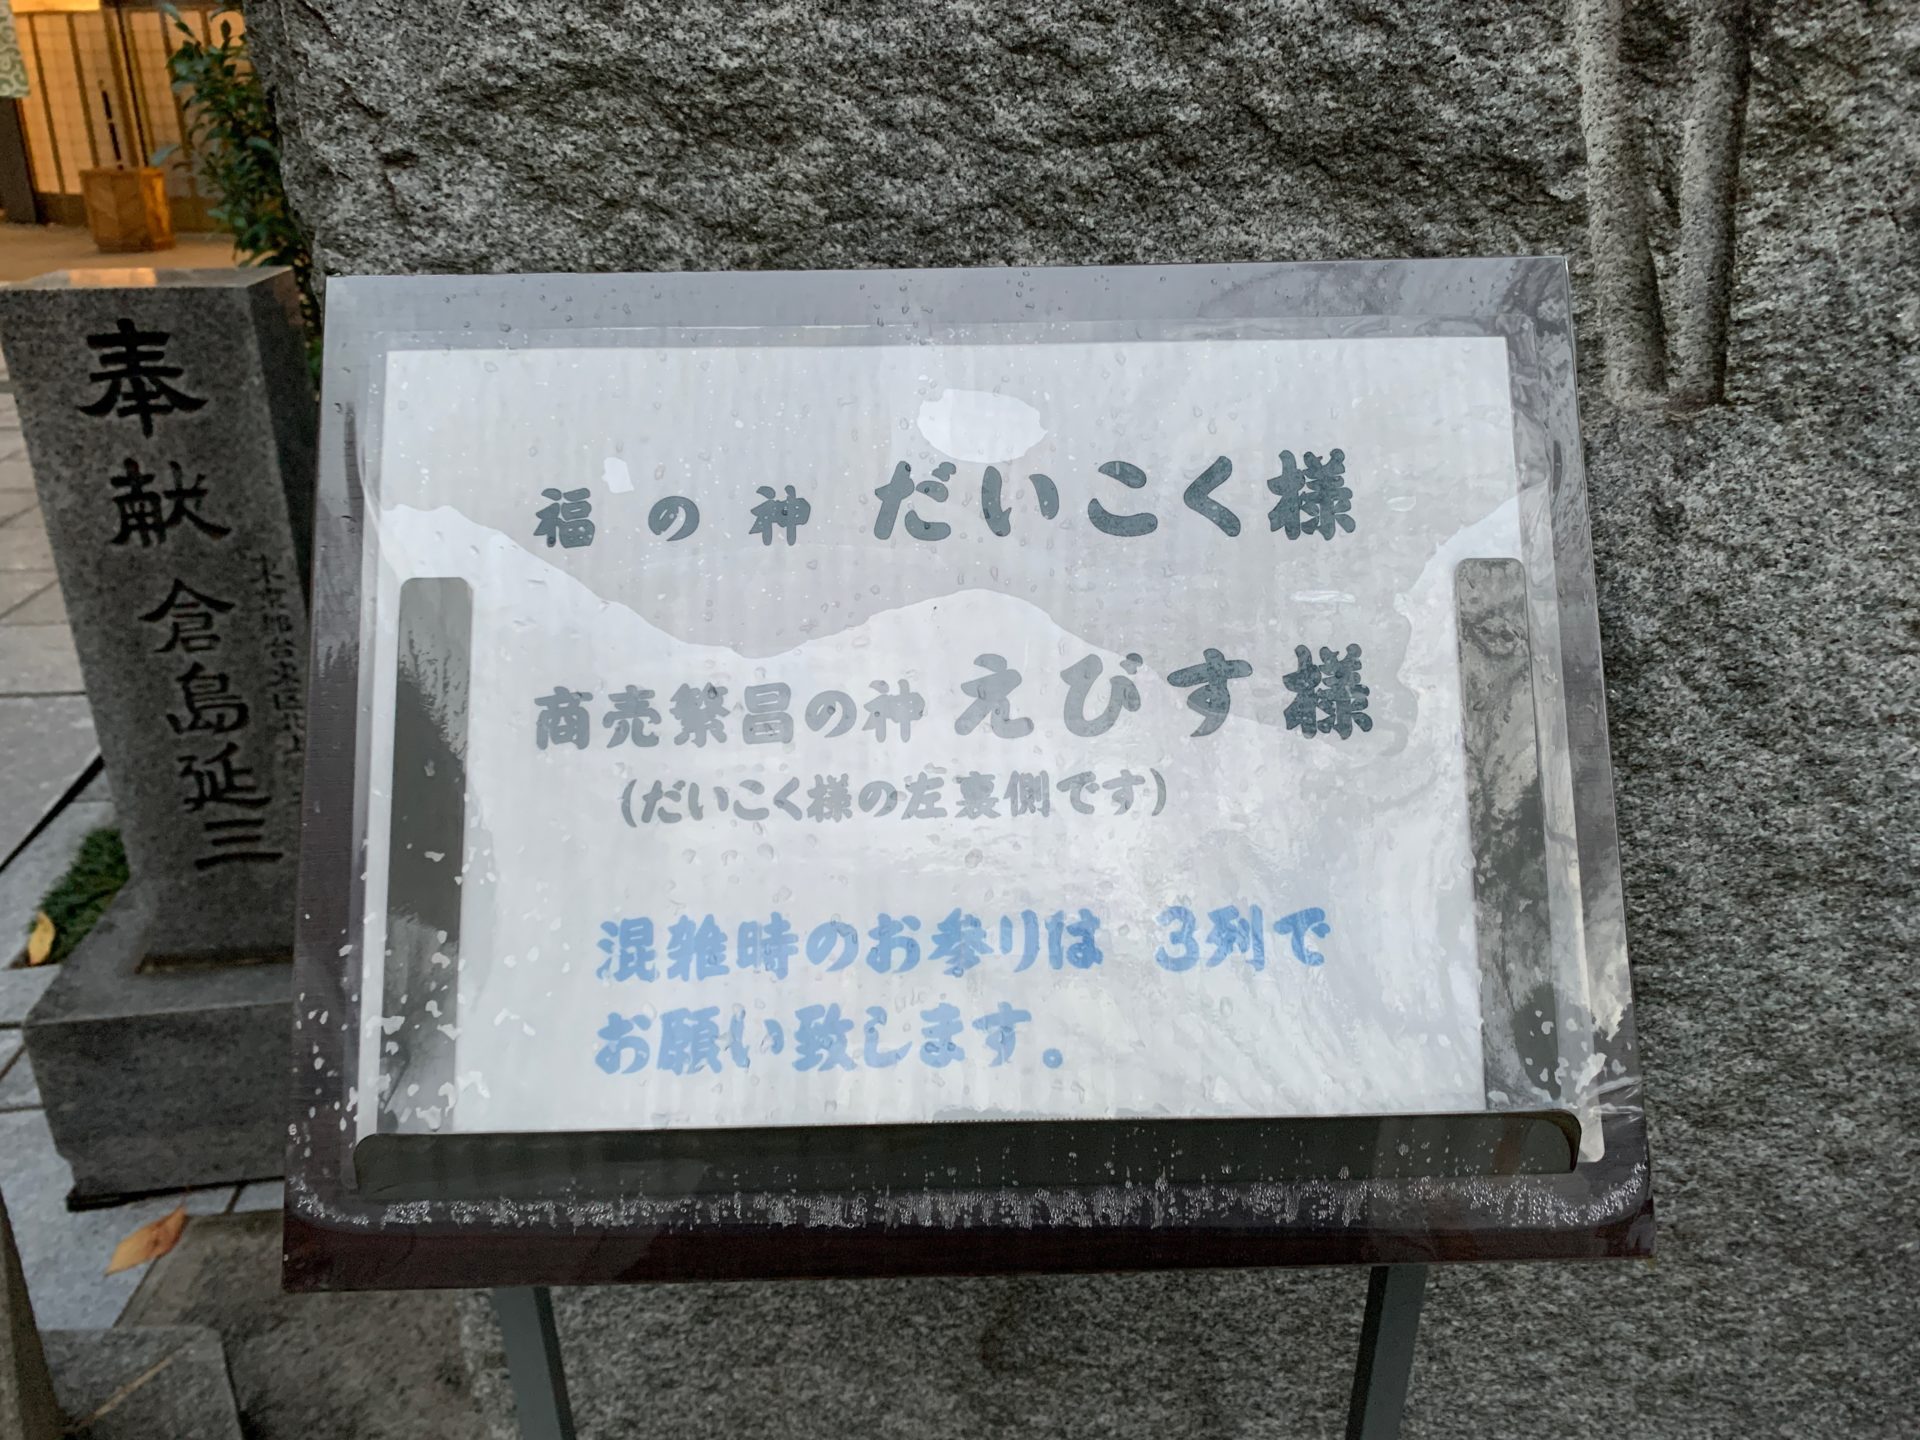 福の神 だいこく様
商売繁昌の神 えびす様
（だいこく様の左裏側です）
混雑時のお参りは 3列で
お願い致します。
奉献 倉島延三